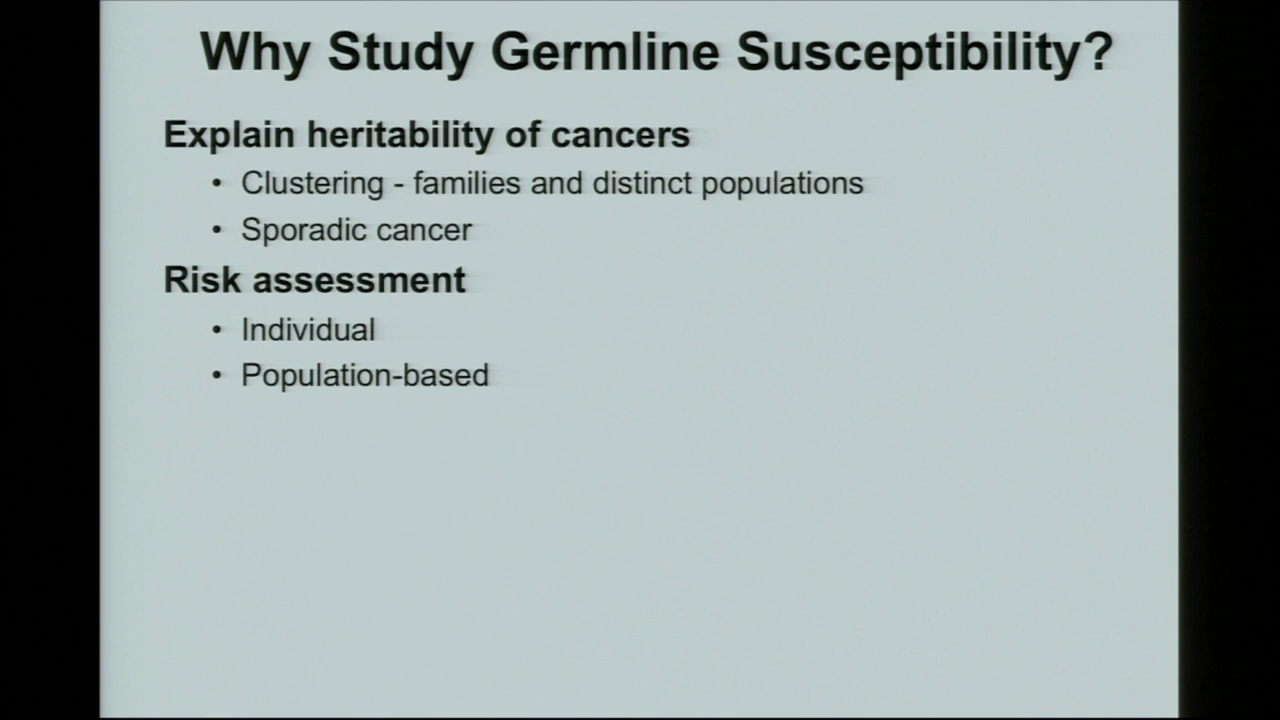 Why Study Germline Susceptibility?
Explain heritability of cancers
• Clustering - families and distinct populations
• Sporadic cancer
Risk assessment
• Individual
• Population-based